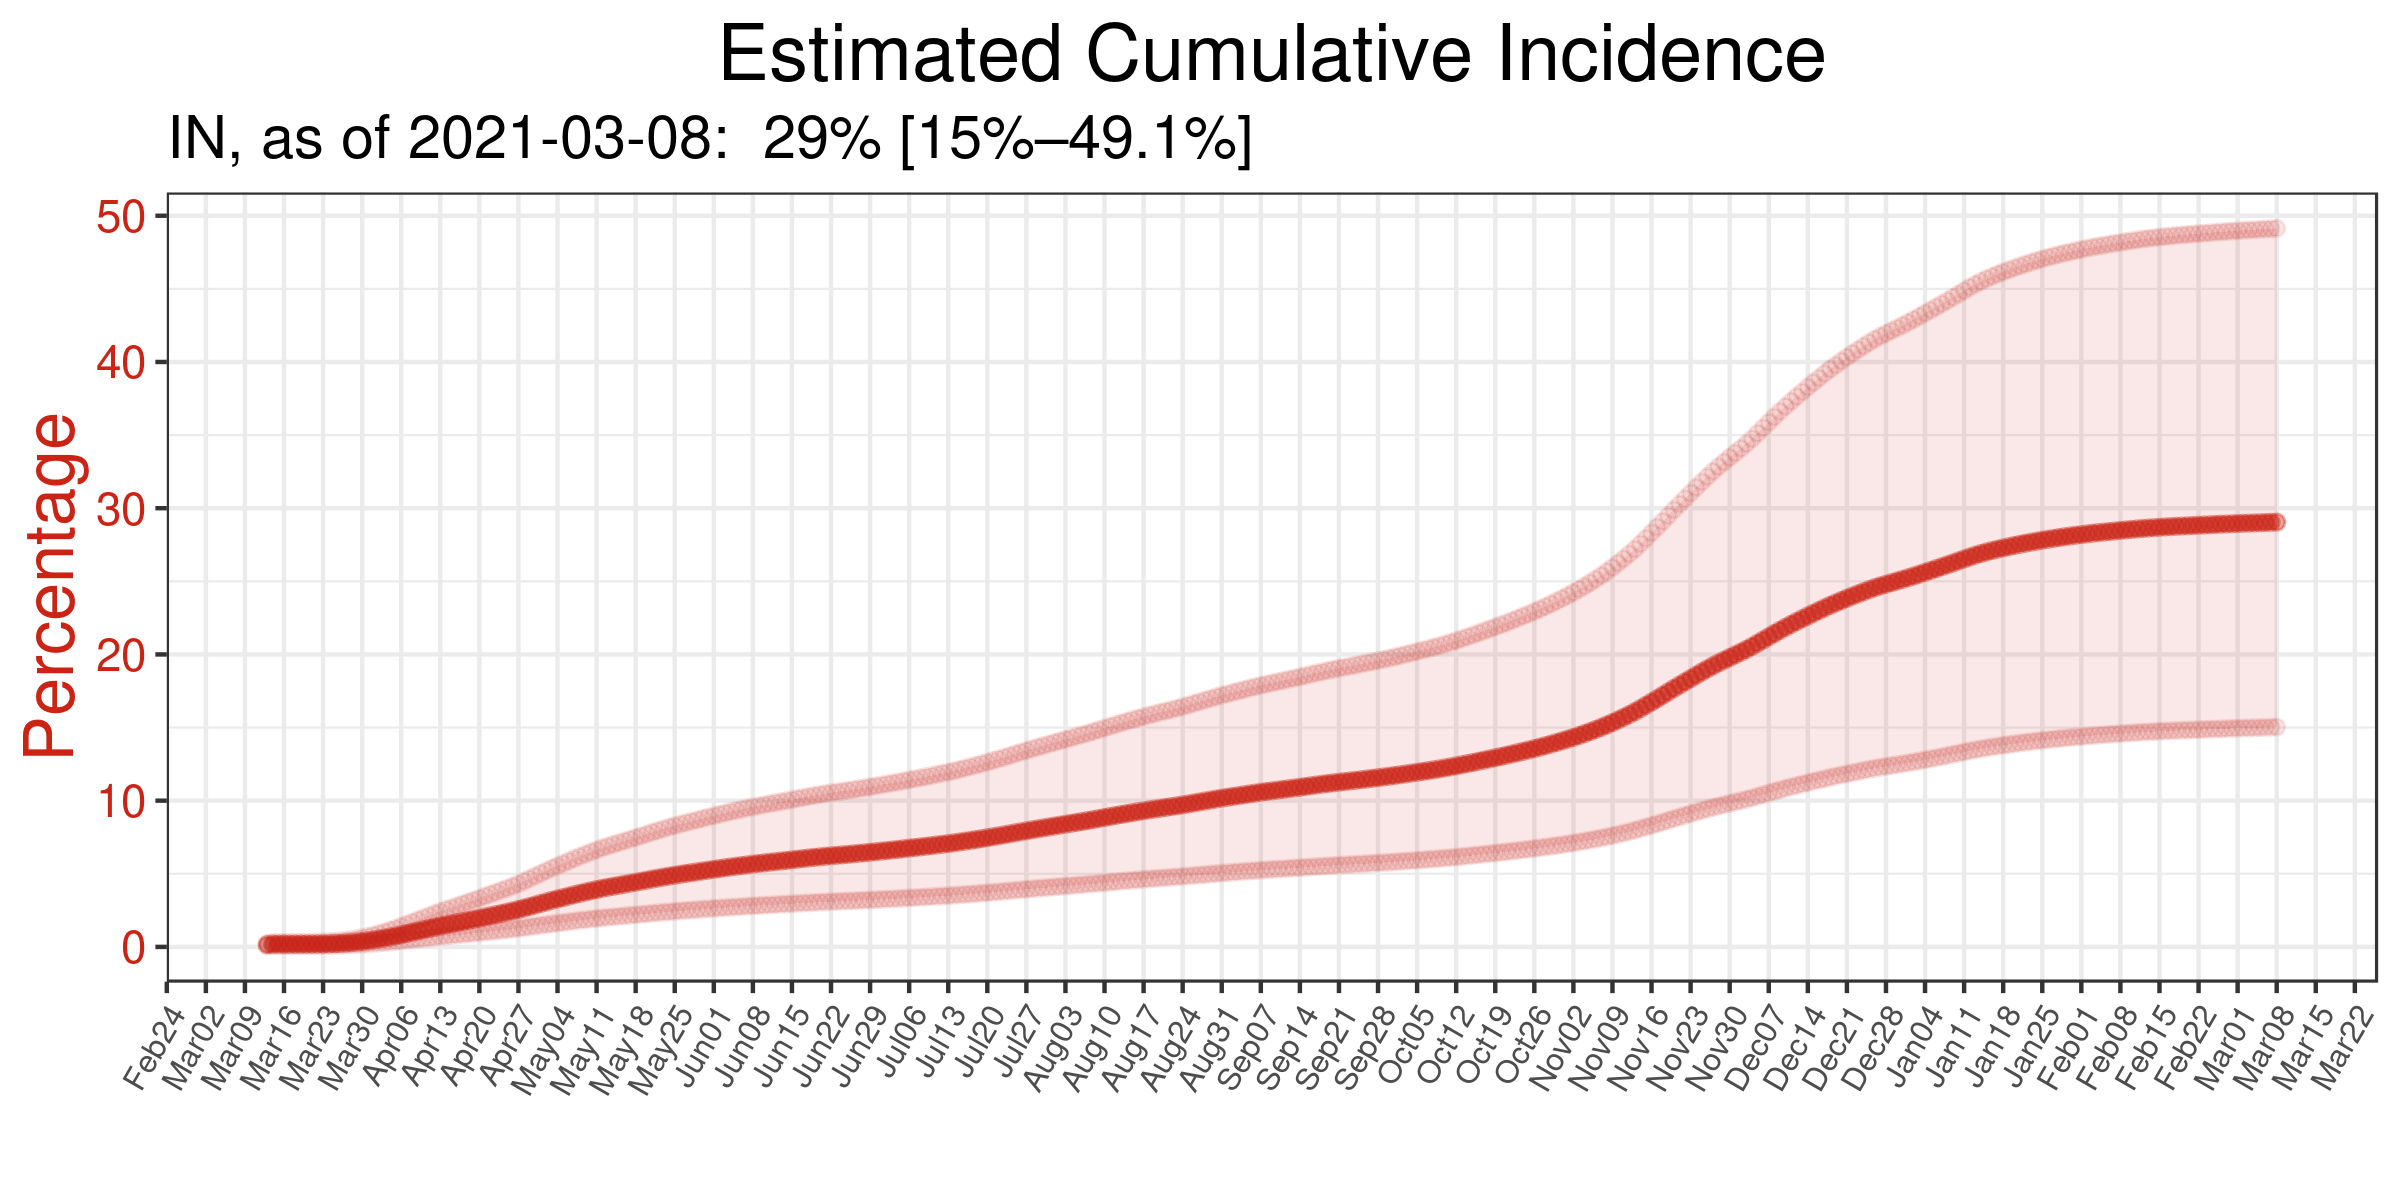 Estimated Cumulative Incidence
IN, as of 2021-03-08:  29% [15%–49.1%]
Percentage
50
40
30
20
10
0
Feb24 Mar02 Mar09 Mar16 Mar23 Mar30 Apr06 Apr13 Apr20 Apr27 May04 May11 May18 May25 Jun01 Jun08 Jun15 Jun22 Jun29 Jul06 Jul13 Jul20 Jul27 Aug03 Aug10 Aug17 Aug24 Aug31 Sep07 Sep14 Sep21 Sep28 Oct05 Oct12 Oct19 Oct26 Nov02 Nov09 Nov16 Nov23 Nov30 Dec07 Dec14 Dec21 Dec28 Jan04 Jan11 Jan18 Jan25 Feb01 Feb08 Feb15 Feb22 Mar01 Mar08 Mar15 Mar22